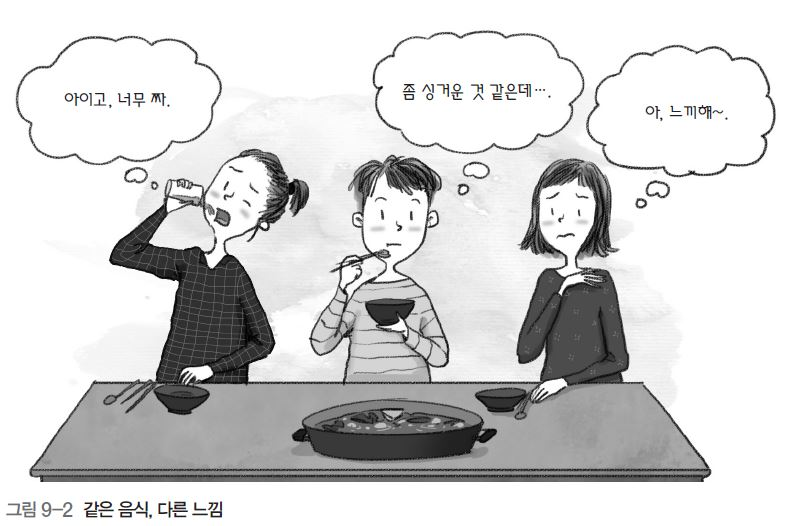 아이고, 너무 짜.
좀 싱거운 것 같은데….
아, 느끼해~.
그림 9-2 같은 음식, 다른 느낌